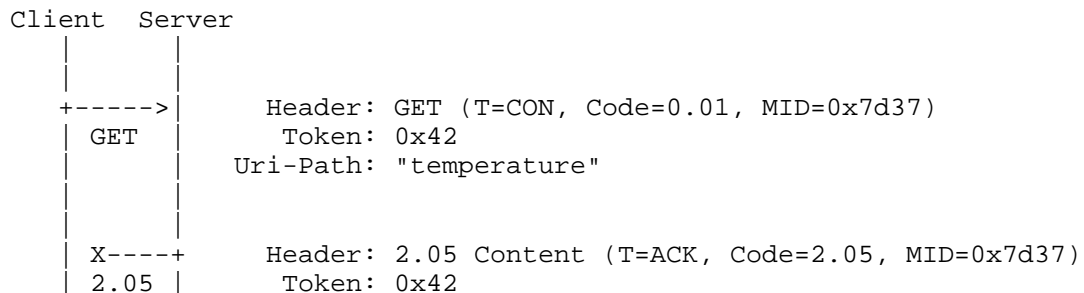 Client Server
+----->| Header: GET (T=CON, Code=0.01, MID=0x7d37)
| GET | Token: 0x42
Uri-Path: "temperature"
| X----+ Header: 2.05 Content (T=ACK, Code=2.05, MID=0x7d37)
| 2.05 | Token: 0x42